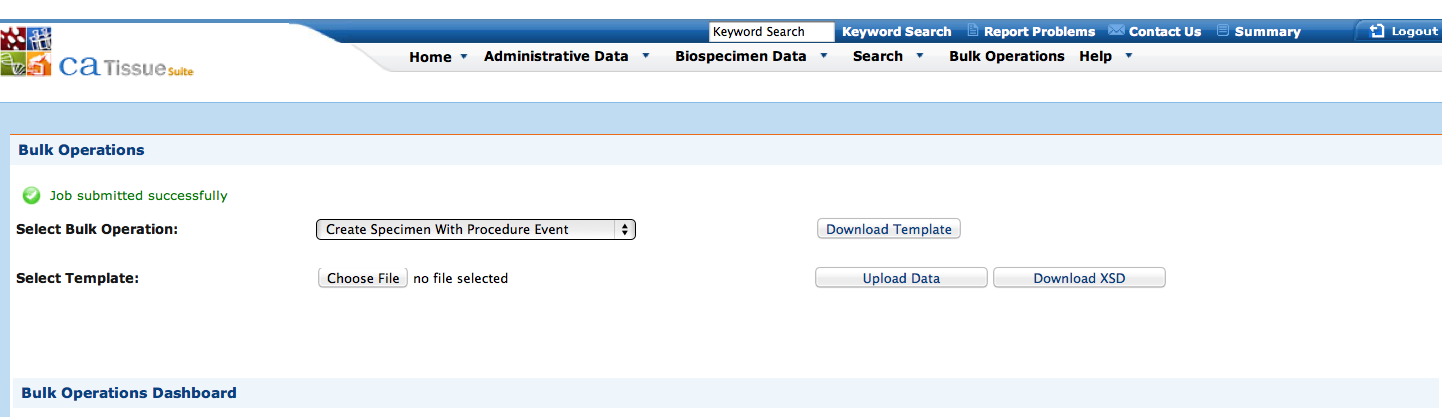 Keyword Search Keyword Search Report Problems Contact Us Summary Logout
ca Tissue Suite Home Administrative Data Biospecimen Data Search Bulk Operations Help
Bulk Operations
Job submitted successfully
Select Bulk Operation: Create Specimen With Procedure Event Download Template
Select Template: Choose File no file selected Upload Data Download XSD
Bulk Operations Dashboard